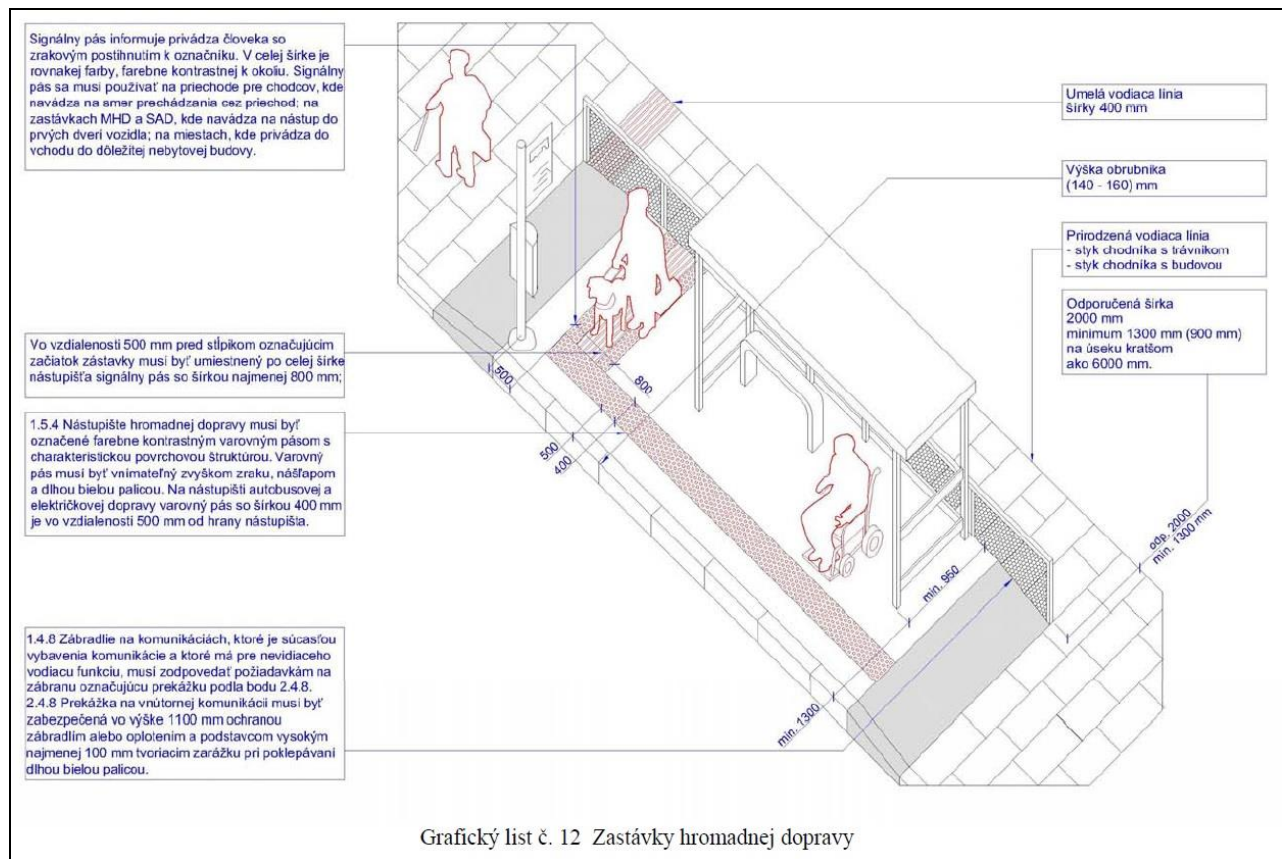 Signálny pás informuje privádza človeka so
zrakovým postihnutím k označníku. V celej šírke je
rovnakej farby, farebne kontrastnej k okoliu. Signálny
pás sa musí používať na priechode pre chodcov, kde
navádza na smer prechádzania cez priechod; na
zastávkach MHD a SAD, kde navádza na nástup do
prvých dverí vozidla; na miestach, kde privádza do
vchodu do dôležitej nebytovej budovy.
Vo vzdialenosti 500 mm pred stĺpikom označujúcim
začiatok zástavky musí byť umiestnený po celej šírke
nástupišťa signálny pás so šírkou najmenej 800 mm;
1.5.4 Nástupište hromadnej dopravy musí byť
označené farebne kontrastným varovným pásom s
charakteristickou povrchovou štruktúrou. Varovný
pás musí byť vnímateľný zvyškom zraku, nášľapom
a dlhou bielou palicou. Na nástupišti autobusovej a
električkovej dopravy varovný pás so šírkou 400 mm
je vo vzdialenosti 500 mm od hrany nástupišta.
1.4.8 Zábradlie na komunikáciách, ktoré je súcasťou
vybavenia komunikácie a ktoré má pre nevidiaceho
vodiacu funkciu, musí zodpovedať požiadavkám na
zábranu označujúcu prekážku podla bodu 2.4.8.
2.4.8 Prekážka na vnútornej komunikácii musí byť
zabezpečená vo výške 1100 mm ochranou
zábradlím alebo oplotením a podstavcom vysokým
najmenej 100 mm tvoriacim zarážku pri poklepávaní
dlhou bielou palicou.
Umelá vodiaca línia
šírky 400 mm
Výška obrubníka
(140 - 160) mm
Prirodzená vodiaca línia
- styk chodníka s trávnikom
- styk chodníka s budovou
Odporučená šírka
2000 mm
minimum 1300 mm (900 mm)
na úseku kratšom
ako 6000 mm.
500
800
500
400
min. 950
min. 1300
odp. 2000
min. 1300 mm
Grafický list č. 12 Zastávky hromadnej dopravy